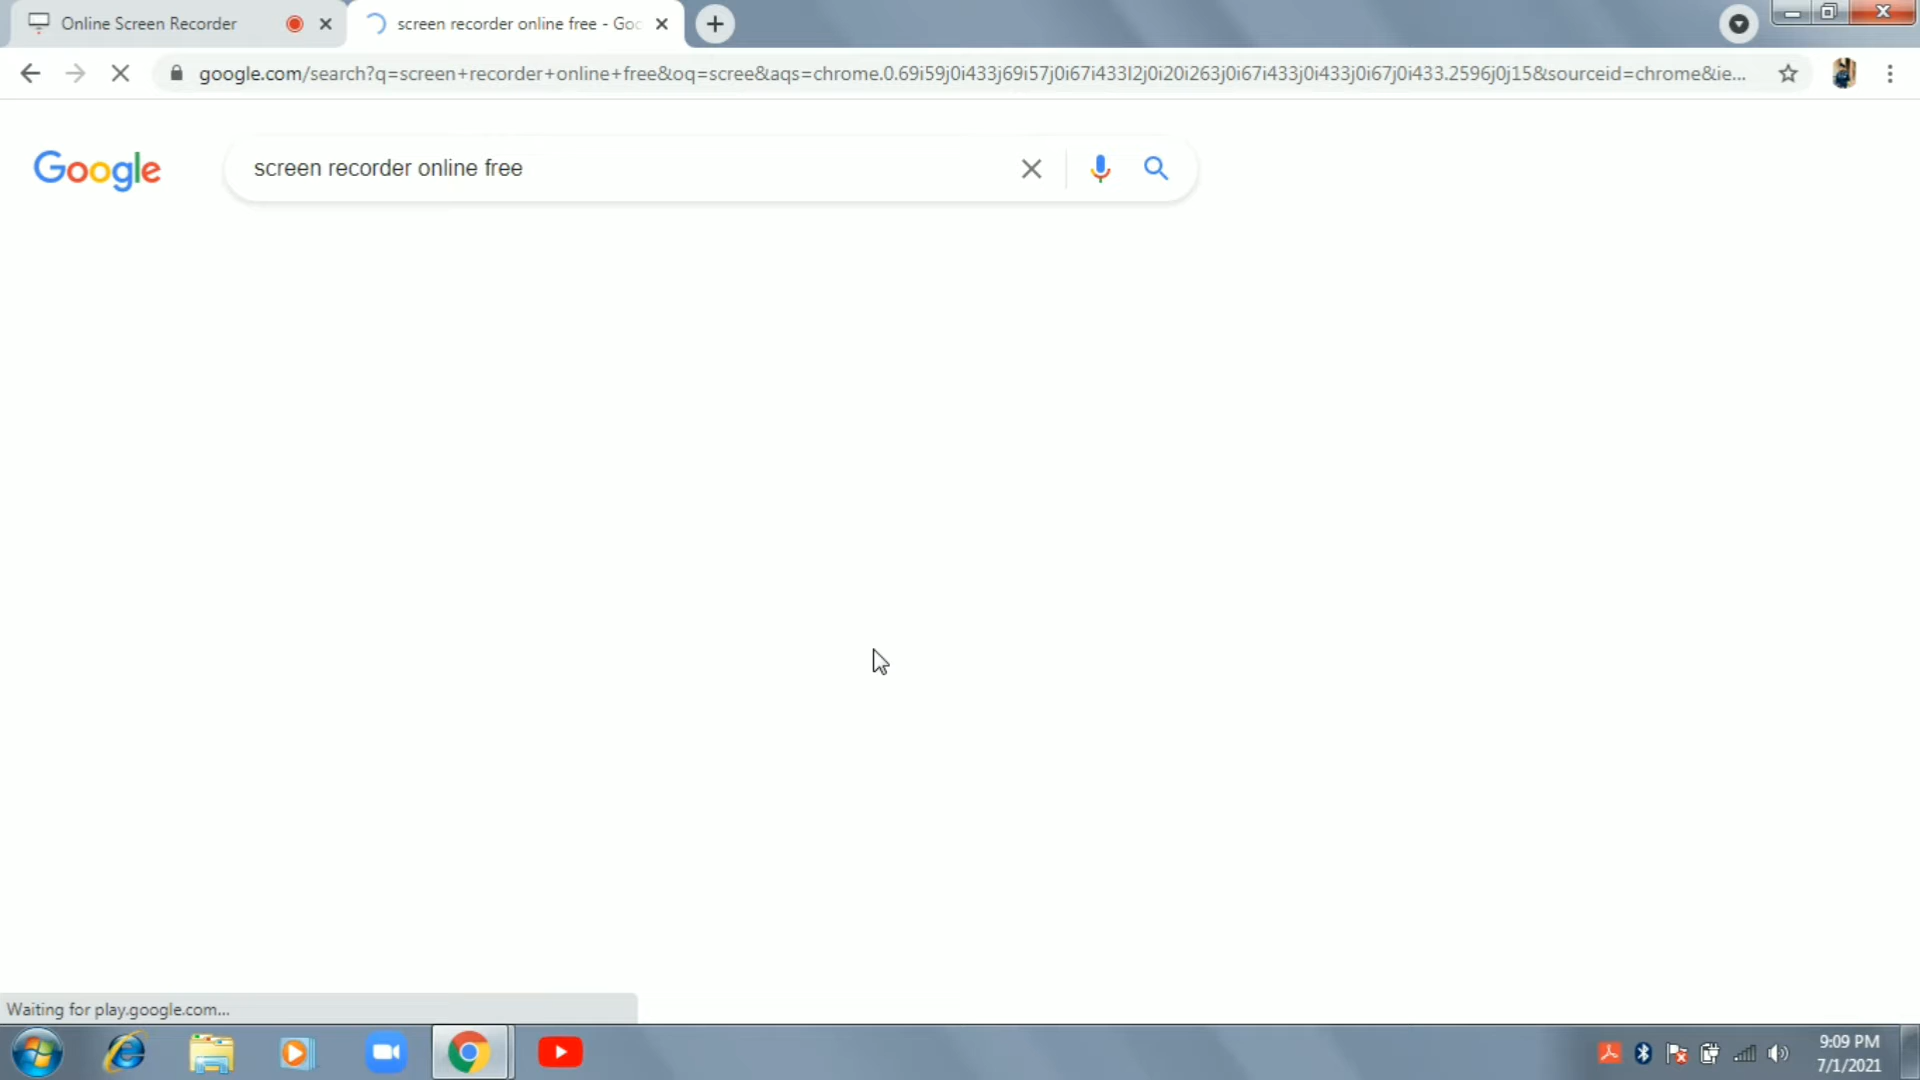 Online Screen Recorder
screen recorder online free - Goo
google.com/search?q=screen+recorder+online+free&oq=scree&aqs=chrome.0.69i59j0i433j69i57j0i67i433l2j0i20i263j0i67i433j0i433j0i67j0i433.2596j0j15&sourceid=chrome&ie...
Google
screen recorder online free
Waiting for play.google.com...
9:09 PM
7/1/2021